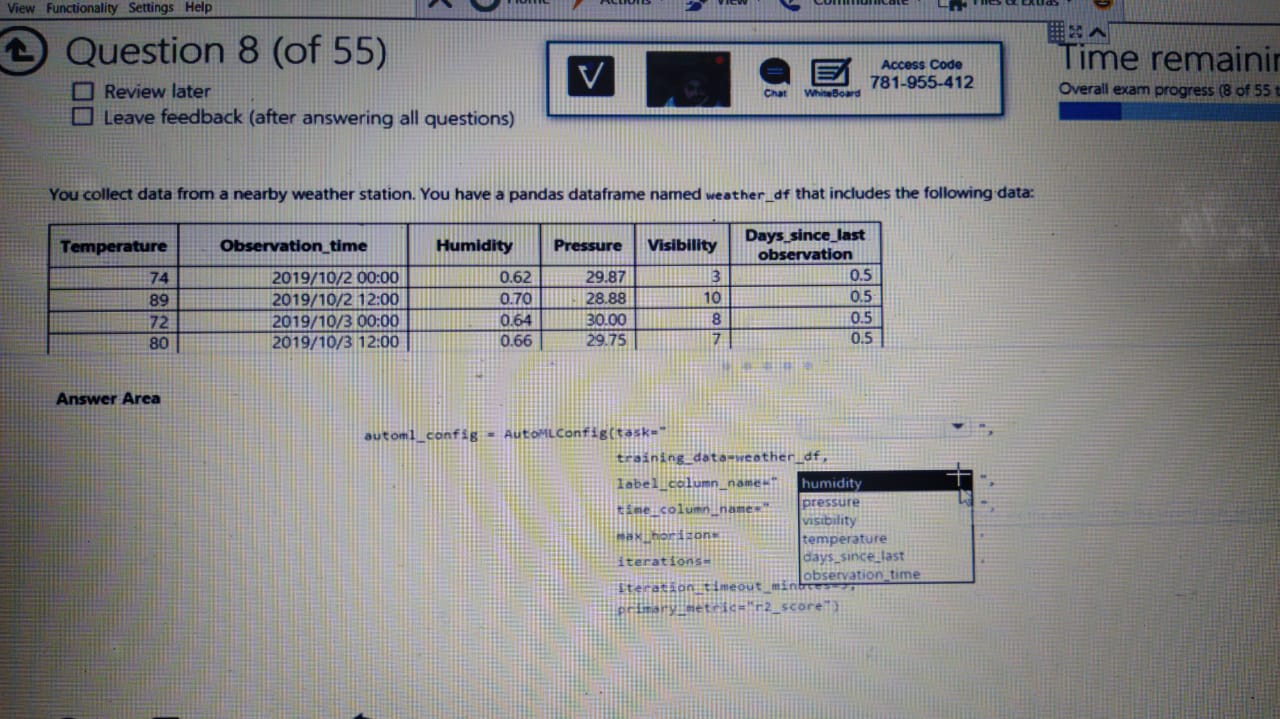 View Functionality Settings Help
Question 8 (of 55)
Review later
Leave feedback (after answering all questions)
V
Chat
WhiteBoard
Access Code
781-955-412
Time remainin
Overall exam progress (8 of 55 t
You collect data from a nearby weather station. You have a pandas dataframe named weather_df that includes the following data:
Temperature Observation_time Humidity Pressure Visibility Days_since_last observation
74 2019/10/2 00:00 0.62 29.87 3 0.5
89 2019/10/2 12:00 0.70 28.88 10 0.5
72 2019/10/3 00:00 0.64 30.00 8 0.5
80 2019/10/3 12:00 0.66 29.75 7 0.5
Answer Area
automl_config = AutoMLConfig(task=" ",
training_data=weather_df,
label_column_name=" ",
time_column_name=" ",
max_horizon= ,
iterations= ,
iteration_timeout_minutes=5,
primary_metric="r2_score")
humidity
pressure
visibility
temperature
days_since_last
observation_time